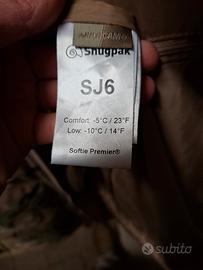 Snugpak
SJ6
Comfort: -5°C / 23°F
Low: -10°C / 14°F
Softie Premier®
subito